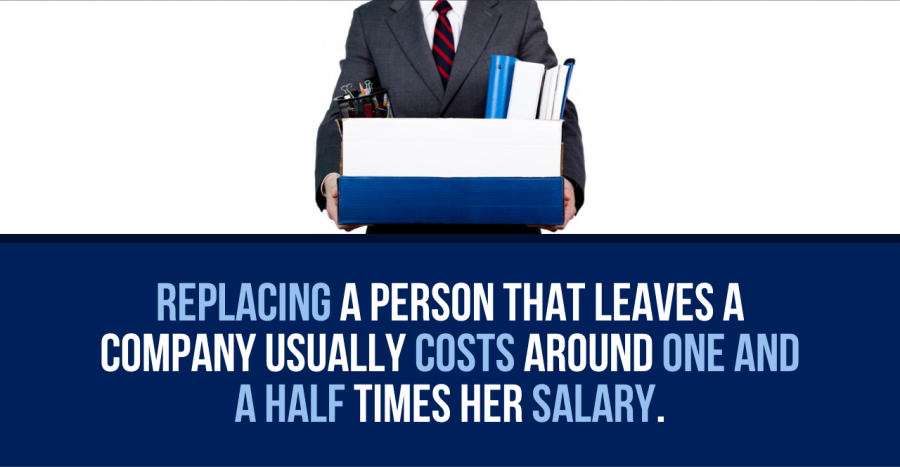 REPLACING A PERSON THAT LEAVES A
COMPANY USUALLY COSTS AROUND ONE AND
A HALF TIMES HER SALARY.